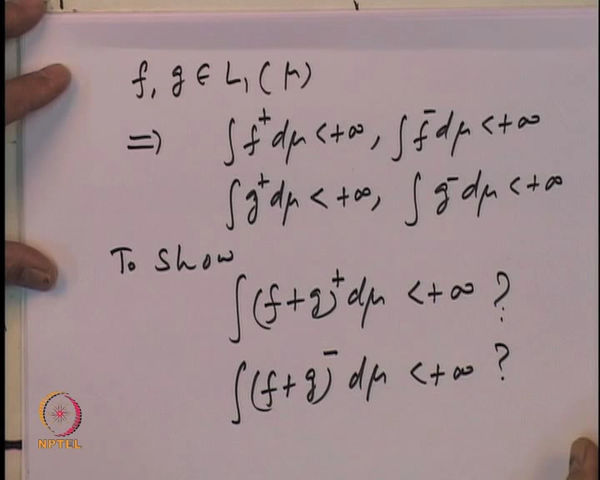 f, g ∈ L₁(μ)
⇒ ∫f⁺dμ < +∞, ∫f⁻dμ < +∞
∫g⁺dμ < +∞, ∫g⁻dμ < +∞
To Show
∫(f+g)⁺dμ < +∞ ?
∫(f+g)⁻dμ < +∞ ?
NPTEL